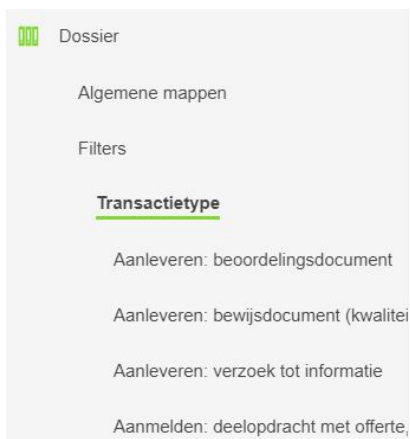 Dossier
Algemene mappen
Filters
Transactietype
Aanleveren: beoordelingsdocument
Aanleveren: bewijsdocument (kwalitei
Aanleveren: verzoek tot informatie
Aanmelden: deelopdracht met offerte,